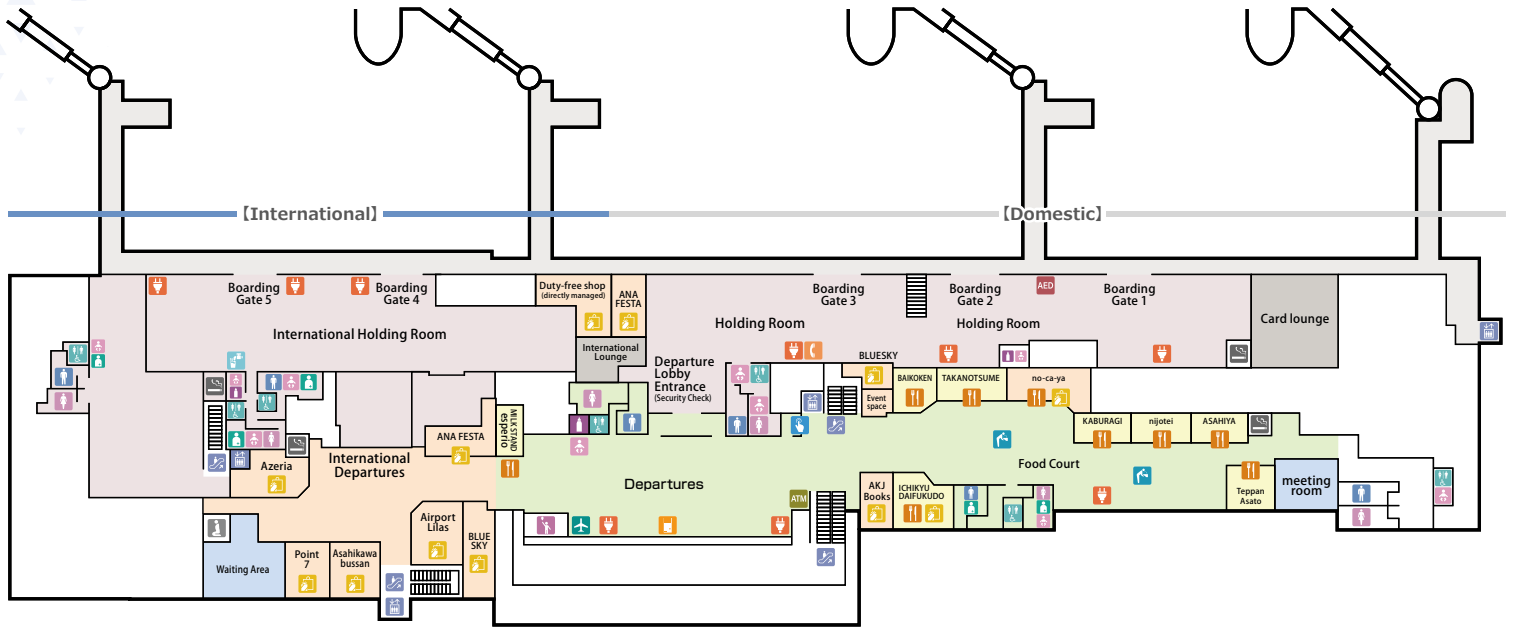 【International】
【Domestic】
Boarding
Gate 5
Boarding
Gate 4
Duty-free shop
(directly managed)
ANA
FESTA
Boarding
Gate 3
Boarding
Gate 2
AED
Boarding
Gate 1
International Holding Room
Holding Room
Holding Room
Card lounge
International
Lounge
Departure
Lobby
Entrance
(Security Check)
BLUESKY
Event
space
BAIKOKEN
TAKANOTSUME
no-ca-ya
KABURAGI
nijotei
ASAHIYA
MILK STAND
esperio
ANA FESTA
International
Departures
Azeria
Departures
Food Court
AKJ
Books
ICHIKYU
DAIFUKUDO
Teppan
Asato
meeting
room
ATM
Airport
Lilas
BLUE
SKY
Waiting Area
Point
7
Asahikawa
bussan